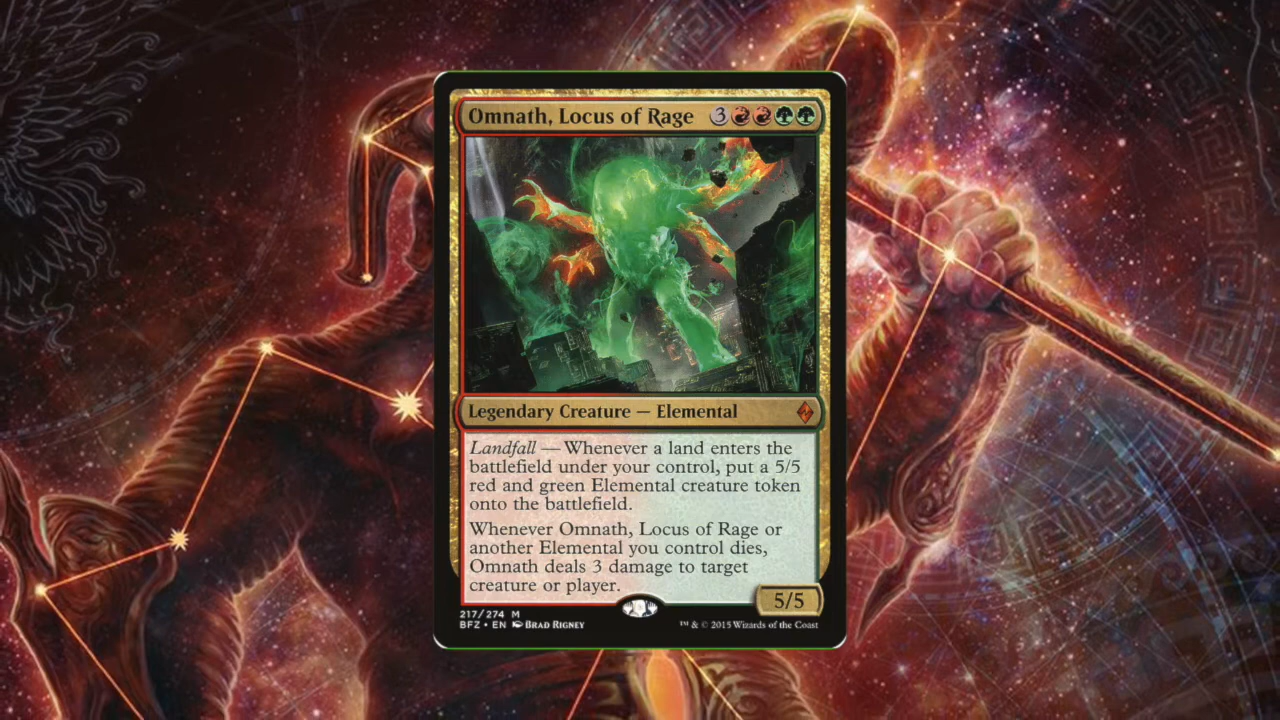 Omnath, Locus of Rage 3
Legendary Creature — Elemental
Landfall — Whenever a land enters the
battlefield under your control, put a 5/5
red and green Elemental creature token
onto the battlefield.
Whenever Omnath, Locus of Rage or
another Elemental you control dies,
Omnath deals 3 damage to target
creature or player.
5/5
217/274 M
BFZ • EN BRAD RIGNEY
™ & © 2015 Wizards of the Coast